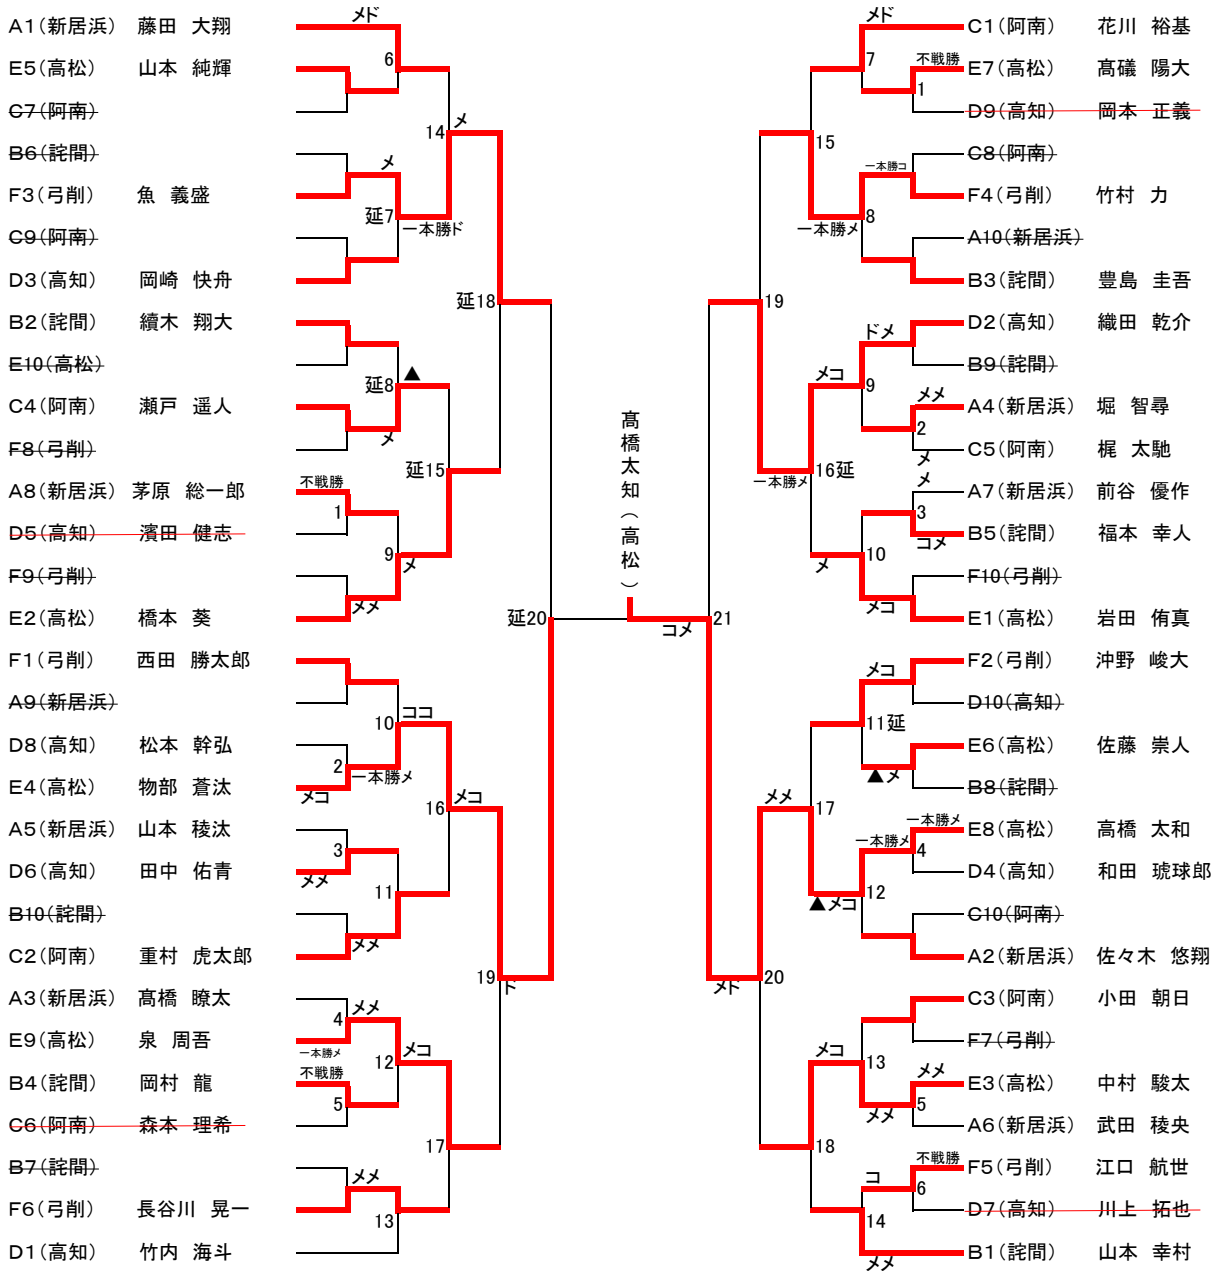 メド
A1(新居浜) 藤田 大翔
6
E5(高松) 山本 純輝
C7(阿南)
14 メ
B6(詫間)
メ
F3(弓削) 魚 義盛
延7
一本勝ド
C9(阿南)
D3(高知) 岡崎 快舟
延18
B2(詫間) 續木 翔大
E10(高松)
延8 ▲
C4(阿南) 瀬戸 遥人
メ
F8(弓削)
延15
A8(新居浜) 茅原 総一郎
不戦勝
1
D5(高知) 濱田 健志
9 メ
F9(弓削)
メメ
E2(高松) 橋本 葵
延20
F1(弓削) 西田 勝太郎
A9(新居浜)
10 ココ
D8(高知) 松本 幹弘
2 一本勝メ
E4(高松) 物部 蒼汰
メコ
16 メコ
A5(新居浜) 山本 稜汰
3
D6(高知) 田中 佑青
メメ
11
B10(詫間)
メメ
C2(阿南) 重村 虎太郎
19 ド
A3(新居浜) 髙橋 瞭太
メメ
4
E9(高松) 泉 周吾
一本勝メ
12 メコ
不戦勝
B4(詫間) 岡村 龍
5
C6(阿南) 森本 理希
17
B7(詫間)
メメ
F6(弓削) 長谷川 晃一
13
D1(高知) 竹内 海斗
髙橋太知(高松)
コメ
21
メド
C1(阿南) 花川 裕基
7
不戦勝
E7(高松) 髙礒 陽大
1
D9(高知) 岡本 正義
15
C8(阿南)
一本勝コ
F4(弓削) 竹村 力
8
一本勝メ
A10(新居浜)
B3(詫間) 豊島 圭吾
19
D2(高知) 織田 乾介
ドメ
B9(詫間)
メコ 9
メメ
A4(新居浜) 堀 智尋
2
C5(阿南) 梶 太馳
メ
16延
一本勝メ
メ
A7(新居浜) 前谷 優作
3
B5(詫間) 福本 幸人
コメ
メ 10
F10(弓削)
メコ
E1(高松) 岩田 侑真
F2(弓削) 沖野 峻大
メコ
D10(高知)
11延
E6(高松) 佐藤 崇人
▲メ
B8(詫間)
メメ 17
一本勝メ
E8(高松) 高橋 太和
一本勝メ 4
D4(高知) 和田 琥球郎
12
▲メコ
C10(阿南)
A2(新居浜) 佐々木 悠翔
メド 20
C3(阿南) 小田 朝日
F7(弓削)
メコ 13
メメ
E3(高松) 中村 駿太
5
メメ
A6(新居浜) 武田 稜央
18
不戦勝
F5(弓削) 江口 航世
コ 6
D7(高知) 川上 拓也
14
B1(詫間) 山本 幸村
メメ